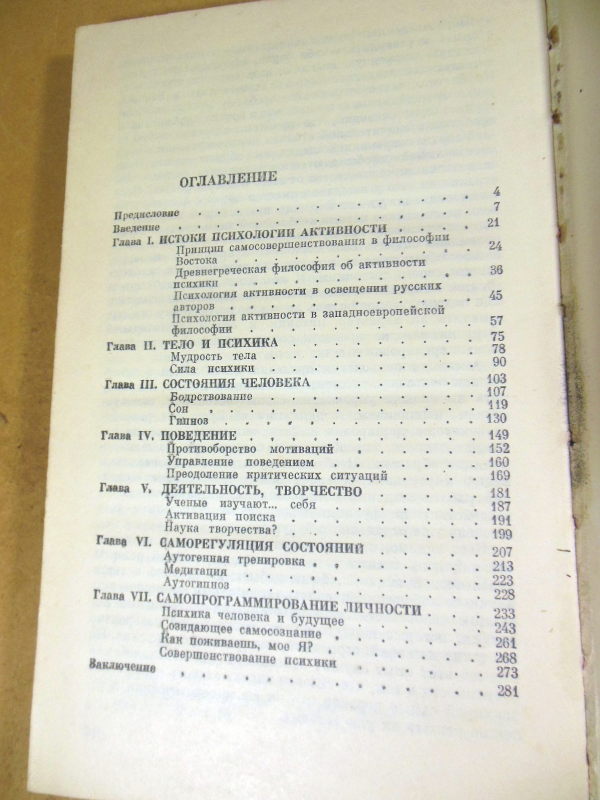 ОГЛАВЛЕНИЕ
Предисловие . . . . . . . . . . . 4
Введение . . . . . . . . . . . 7
Глава I. ИСТОКИ ПСИХОЛОГИИ АКТИВНОСТИ . . . . 21
Принцип самосовершенствования в философии
Востока . . . . . . . . . . 24
Древнегреческая философия об активности
психики . . . . . . . . . . 36
Психология активности в освещении русских
авторов . . . . . . . . . . 45
Психология активности в западноевропейской
философии . . . . . . . . . . 57
Глава II. ТЕЛО И ПСИХИКА . . . . . . . . 75
Мудрость тела . . . . . . . . . 78
Сила психики . . . . . . . . . 90
Глава III. СОСТОЯНИЯ ЧЕЛОВЕКА . . . . . . . 103
Бодрствование . . . . . . . . . 107
Сон . . . . . . . . . . . 119
Гипноз . . . . . . . . . . 130
Глава IV. ПОВЕДЕНИЕ . . . . . . . . . 149
Противоборство мотиваций . . . . . . 152
Управление поведением . . . . . . . 160
Преодоление критических ситуаций . . . . 169
Глава V. ДЕЯТЕЛЬНОСТЬ, ТВОРЧЕСТВО . . . . . 181
Ученые изучают... себя . . . . . . . 187
Активация поиска . . . . . . . . 191
Наука творчества? . . . . . . . . 199
Глава VI. САМОРЕГУЛЯЦИЯ СОСТОЯНИЙ . . . . . 207
Аутогенная тренировка . . . . . . . 213
Медитация . . . . . . . . . . 223
Аутогипноз . . . . . . . . . . 228
Глава VII. САМОПРОГРАММИРОВАНИЕ ЛИЧНОСТИ . . . 233
Психика человека и будущее . . . . . . 243
Созидающее самосознание . . . . . . 261
Как поживаешь, мое Я? . . . . . . . 268
Совершенствование психики . . . . . . 273
Заключение . . . . . . . . . . . 281